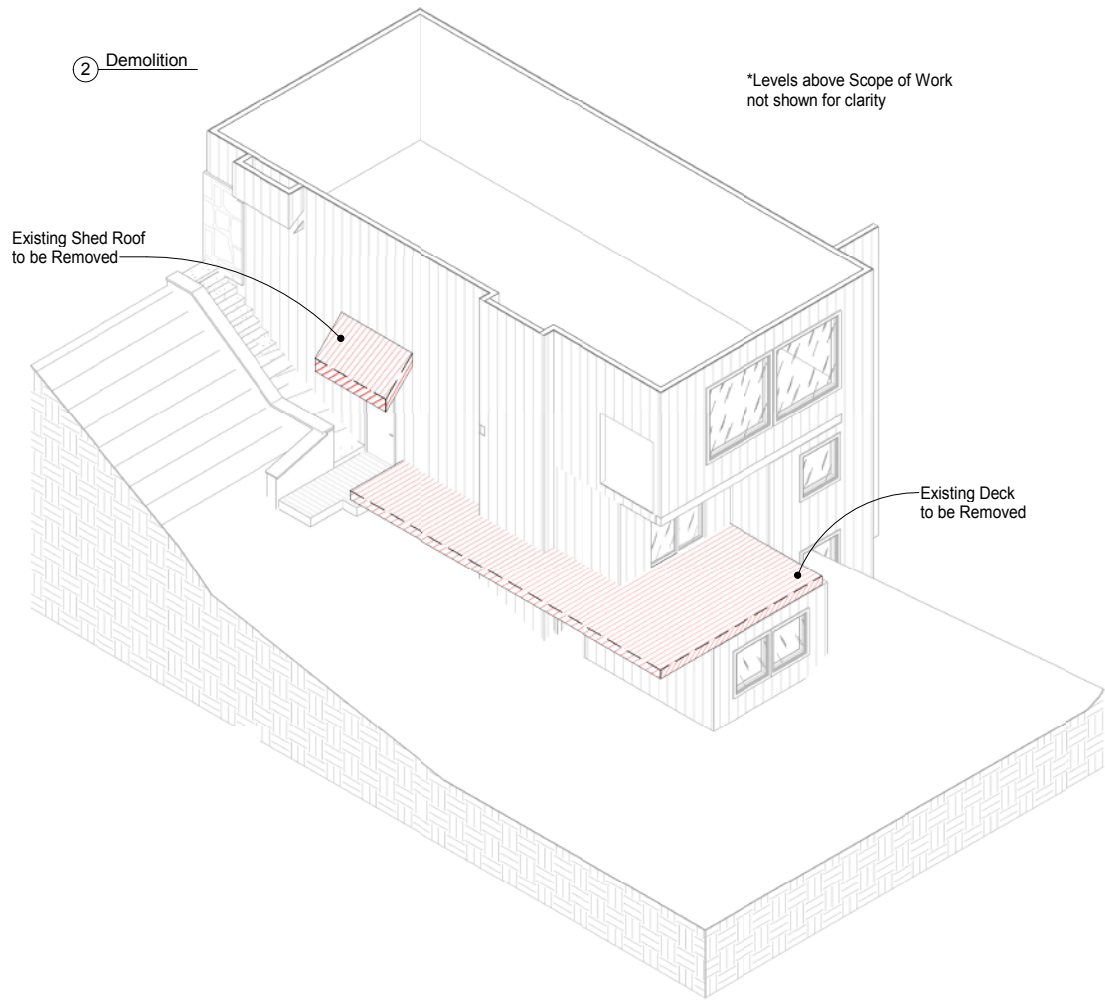 2 Demolition
*Levels above Scope of Work
not shown for clarity
Existing Shed Roof
to be Removed
Existing Deck
to be Removed